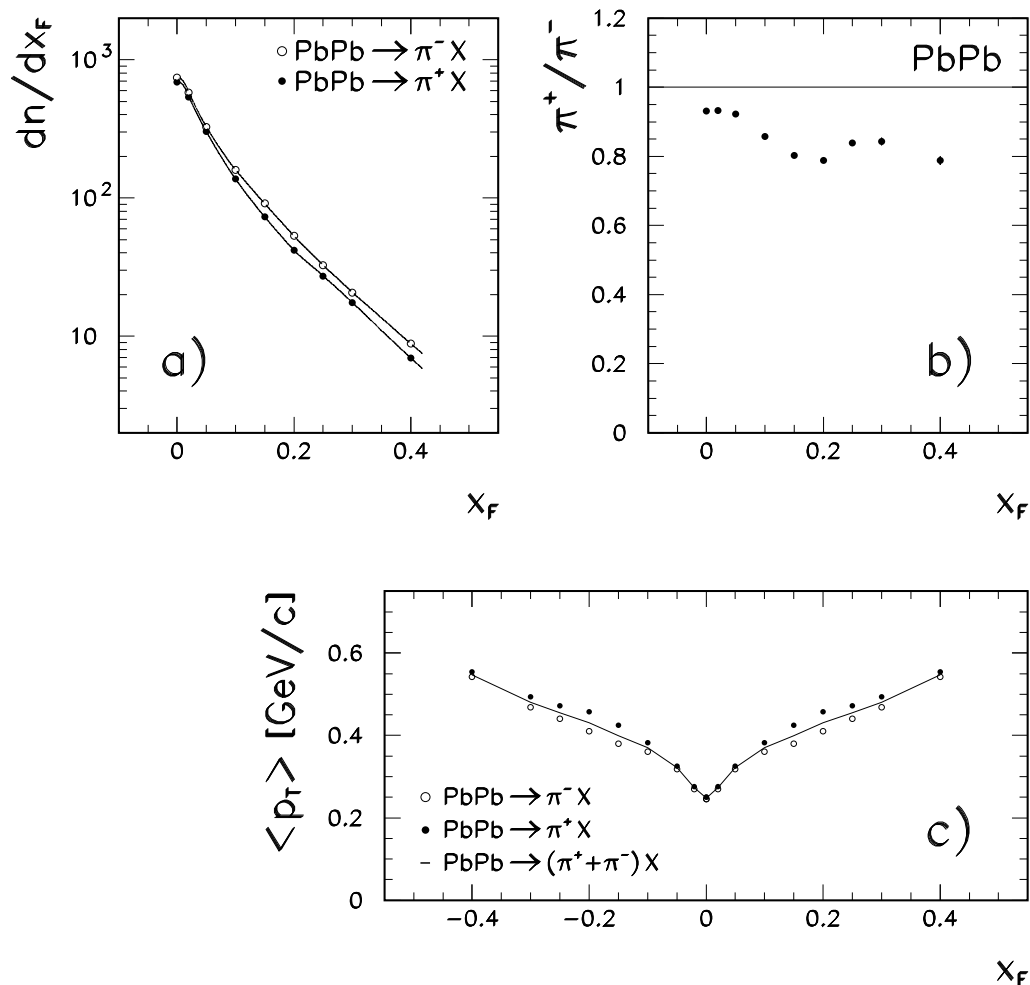 dn/dx_F
10³
10²
10
○ PbPb → π⁻ X
● PbPb → π⁺ X
a)
0 0.2 0.4
x_F
π⁺/π⁻
1.2
1
0.8
0.6
0.4
0.2
0
PbPb
b)
0 0.2 0.4
x_F
<p_T> [GeV/c]
0.6
0.4
0.2
0
○ PbPb → π⁻ X
● PbPb → π⁺ X
– PbPb → (π⁺+π⁻) X
c)
−0.4 −0.2 0 0.2 0.4
x_F